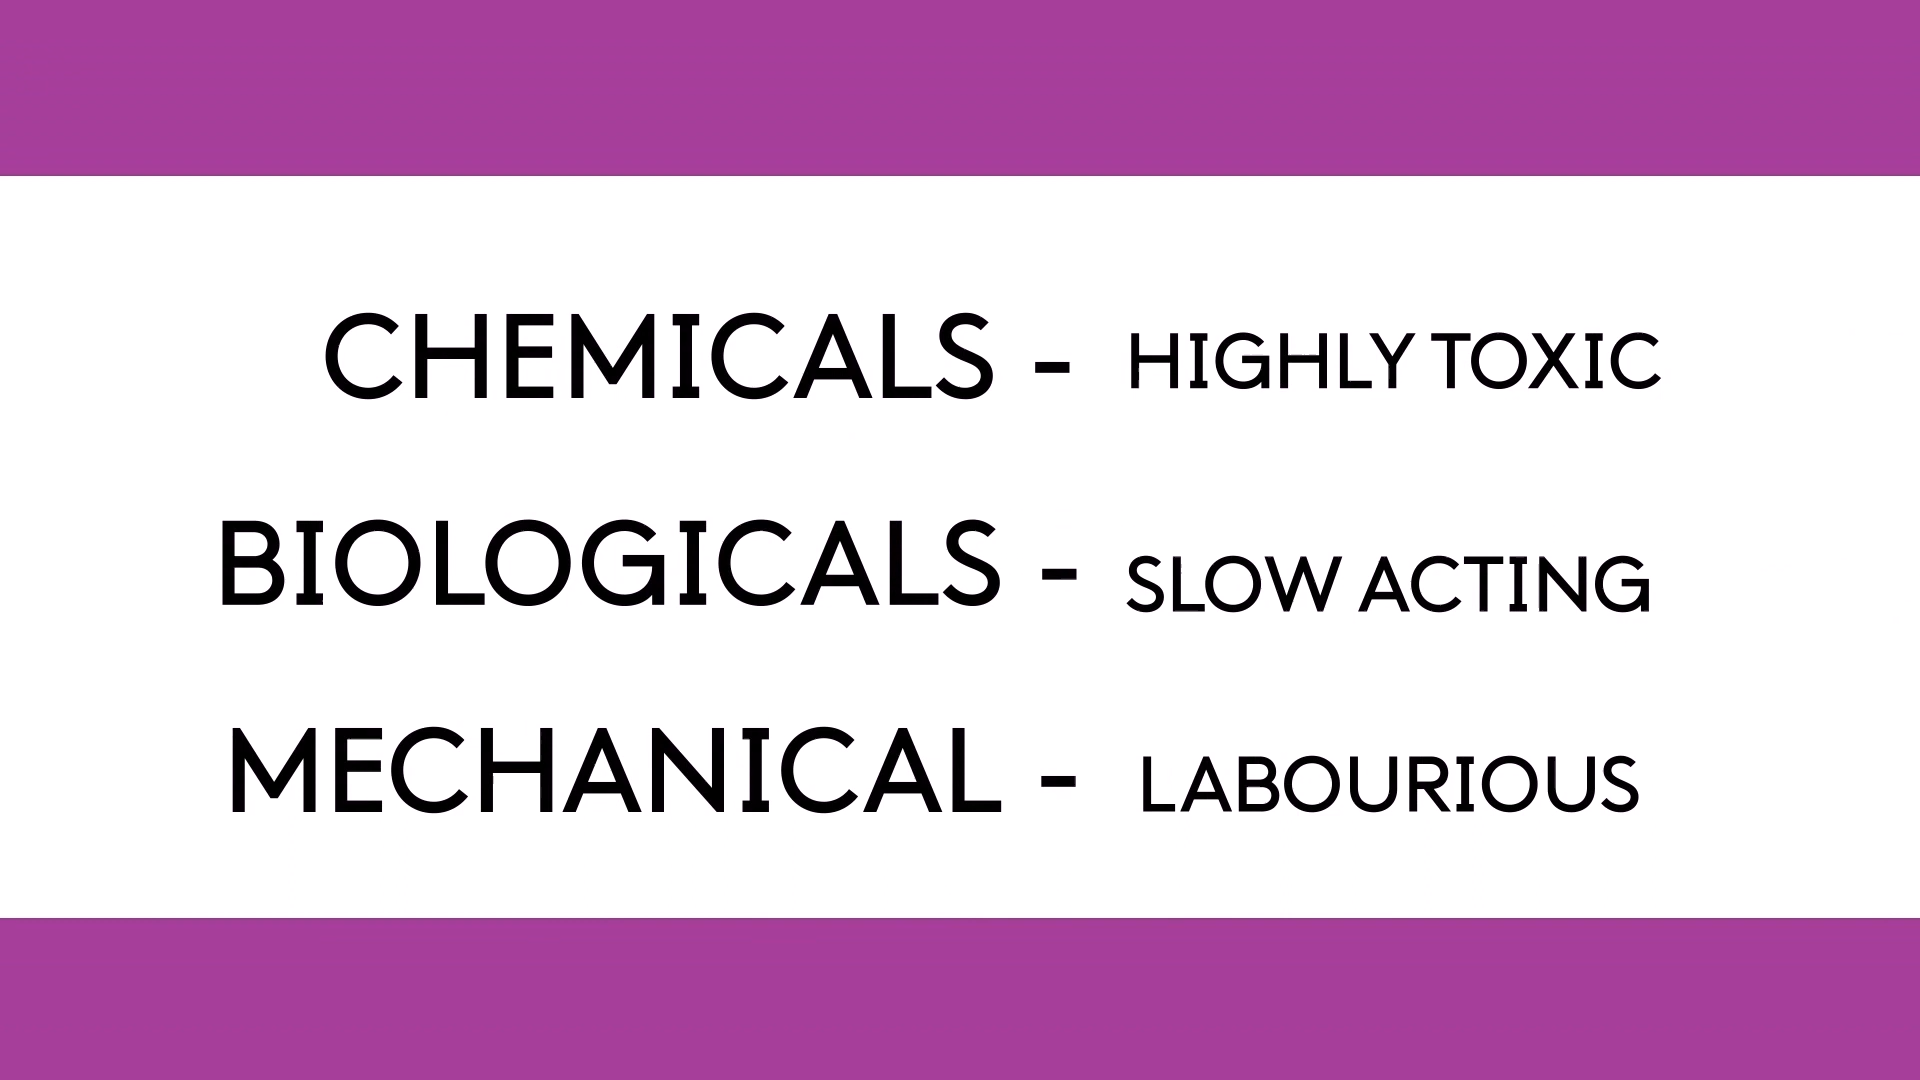 CHEMICALS - HIGHLY TOXIC
BIOLOGICALS - SLOW ACTING
MECHANICAL - LABOURIOUS